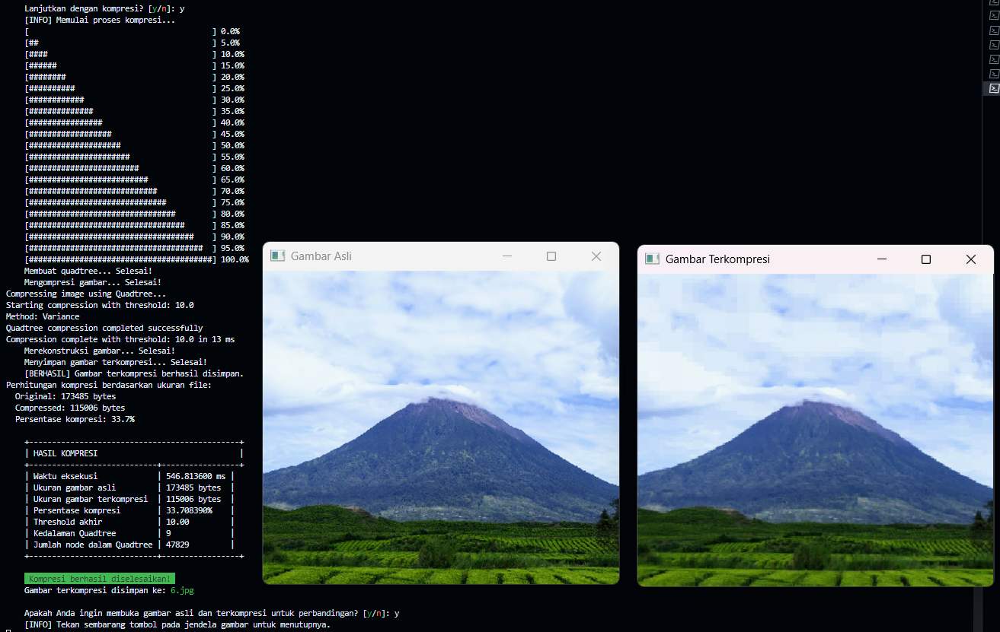 Lanjutkan dengan kompresi? [y/n]: y
[INFO] Memulai proses kompresi...
[                                        ] 0.0%
[##                                      ] 5.0%
[####                                    ] 10.0%
[######                                  ] 15.0%
[########                                ] 20.0%
[##########                              ] 25.0%
[############                            ] 30.0%
[##############                          ] 35.0%
[################                        ] 40.0%
[##################                      ] 45.0%
[####################                    ] 50.0%
[######################                  ] 55.0%
[########################                ] 60.0%
[##########################              ] 65.0%
[############################            ] 70.0%
[##############################          ] 75.0%
[################################        ] 80.0%
[##################################      ] 85.0%
[####################################    ] 90.0%
[######################################  ] 95.0%
[########################################] 100.0%
Membuat quadtree... Selesai!
Mengompresi gambar... Selsai!
Compressing image using Quadtree...
Starting compression with threshold: 10.0
Method: Variance
Quadtree compression completed successfully
Compression complete with threshold: 10.0 in 13 ms
Merekonstruksi gambar... Selesai!
Menyimpan gambar terkompresi... Selesai!
[BERHASIL] Gambar terkompresi berhasil disimpan.
Perhitungan kompresi berdasarkan ukuran file:
Original: 173485 bytes
Compressed: 115006 bytes
Persentase kompresi: 33.7%
+-----------------------------------------------+
| HASIL KOMPRESI                                |
+-----------------------------+-----------------+
| Waktu eksekusi              | 546.813600 ms |
| Ukuran gambar asli          | 173485 bytes  |
| Ukuran gambar terkompresi   | 115006 bytes  |
| Persentase kompresi         | 33.708390%    |
| Threshold akhir             | 10.00         |
| Kedalaman Quadtree          | 9             |
| Jumlah node dalam Quadtree | 47829         |
+-----------------------------+-----------------+
Kompresi berhasil diselesaikan!
Gambar terkompresi disimpan ke: 6.jpg
Apakah Anda ingin membuka gambar asli dan terkompresi untuk perbandingan? [y/n]: y
[INFO] Tekan sembarang tombol pada jendela gambar untuk menutupnya.
Gambar Asli
Gambar Terkompresi